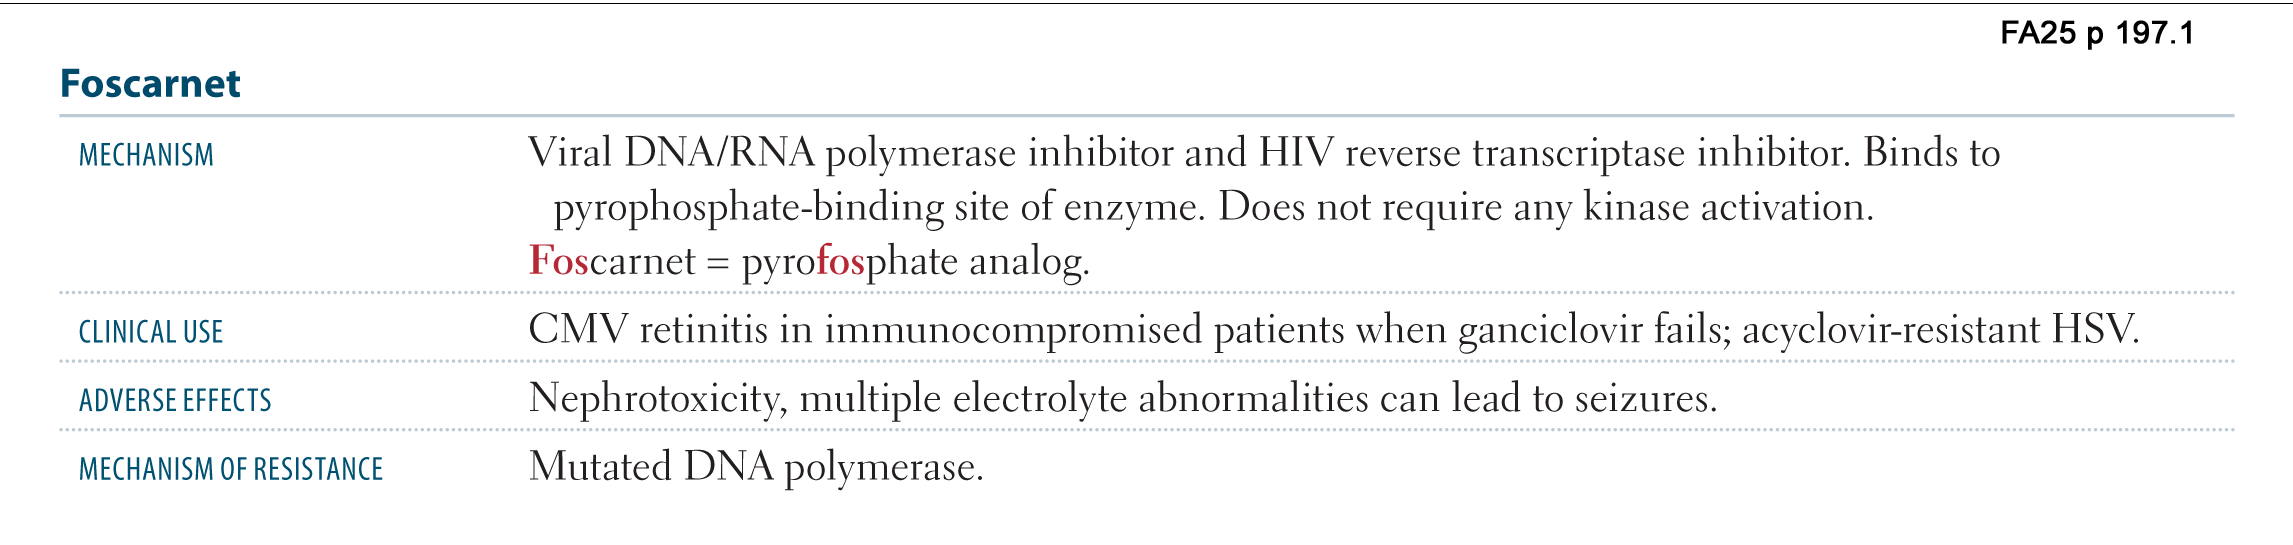 FA25 p 197.1
Foscarnet
MECHANISM
Viral DNA/RNA polymerase inhibitor and HIV reverse transcriptase inhibitor. Binds to
pyrophosphate-binding site of enzyme. Does not require any kinase activation.
Foscarnet = pyrofosphate analog.
CLINICAL USE
CMV retinitis in immunocompromised patients when ganciclovir fails; acyclovir-resistant HSV.
ADVERSE EFFECTS
Nephrotoxicity, multiple electrolyte abnormalities can lead to seizures.
MECHANISM OF RESISTANCE
Mutated DNA polymerase.